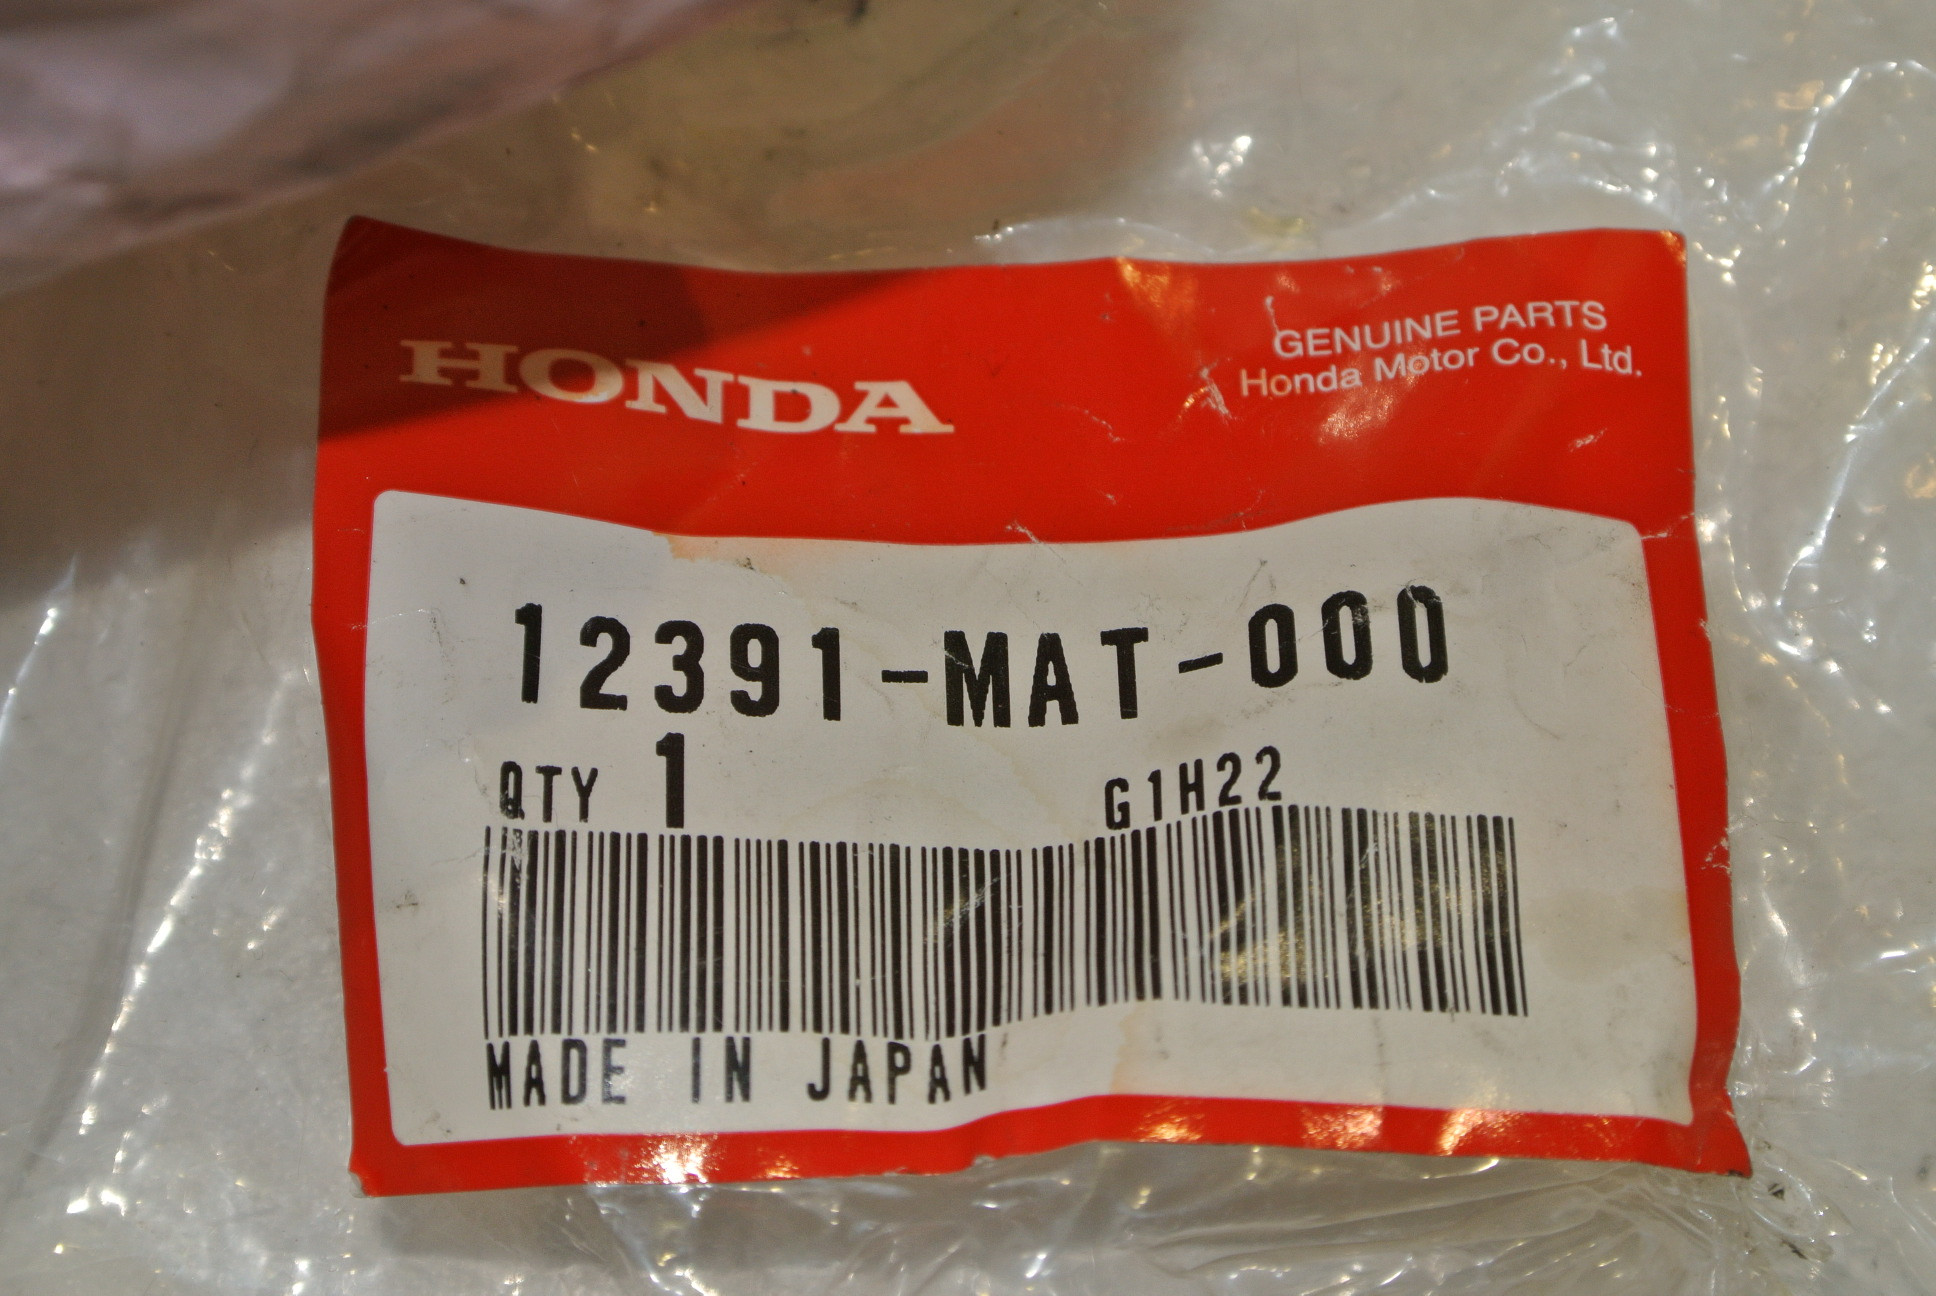 HONDA
GENUINE PARTS
Honda Motor Co., Ltd.
12391-MAT-000
QTY 1 G1H22
MADE IN JAPAN